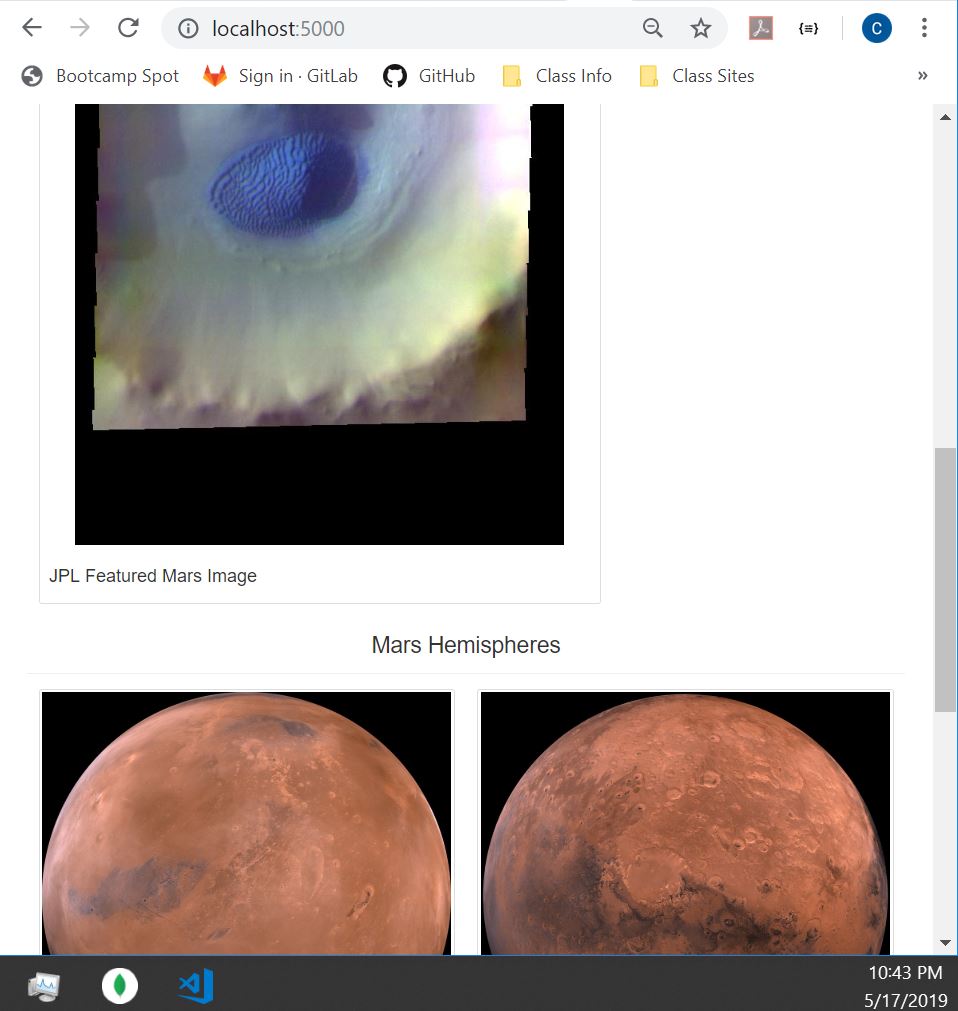 localhost:5000
C
Bootcamp Spot Sign in · GitLab GitHub Class Info Class Sites »
JPL Featured Mars Image
Mars Hemispheres
10:43 PM
5/17/2019